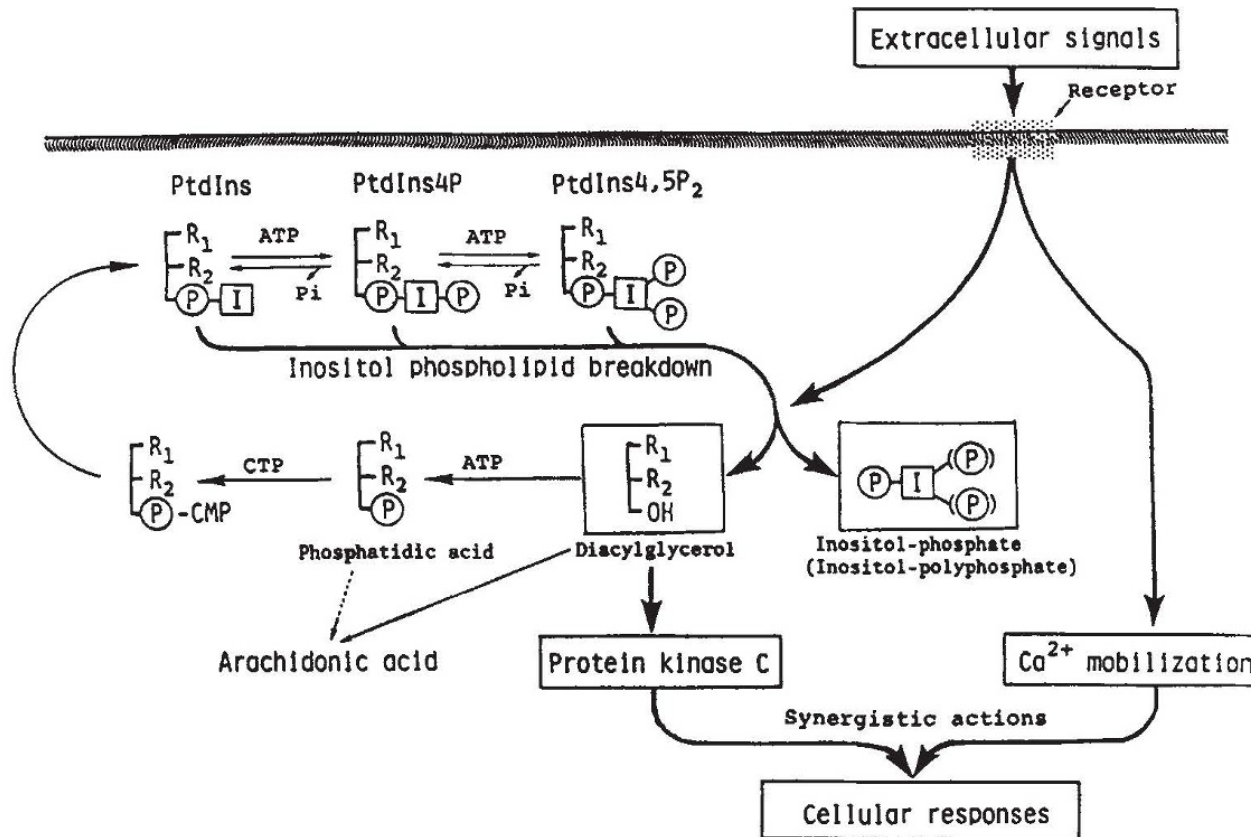 Extracellular signals
Receptor
PtdIns
PtdIns4P
PtdIns4,5P₂
R₁
R₂
P
I
ATP
Pi
R₁
R₂
P
I
P
ATP
Pi
R₁
R₂
P
I
P
P
Inositol phospholipid breakdown
R₁
R₂
P
-CMP
CTP
R₁
R₂
P
ATP
R₁
R₂
OH
P
I
(P)
(P)
Phosphatidic acid
Diacylglycerol
Inositol-phosphate
(Inositol-polyphosphate)
Arachidonic acid
Protein kinase C
Ca²⁺ mobilization
Synergistic actions
Cellular responses